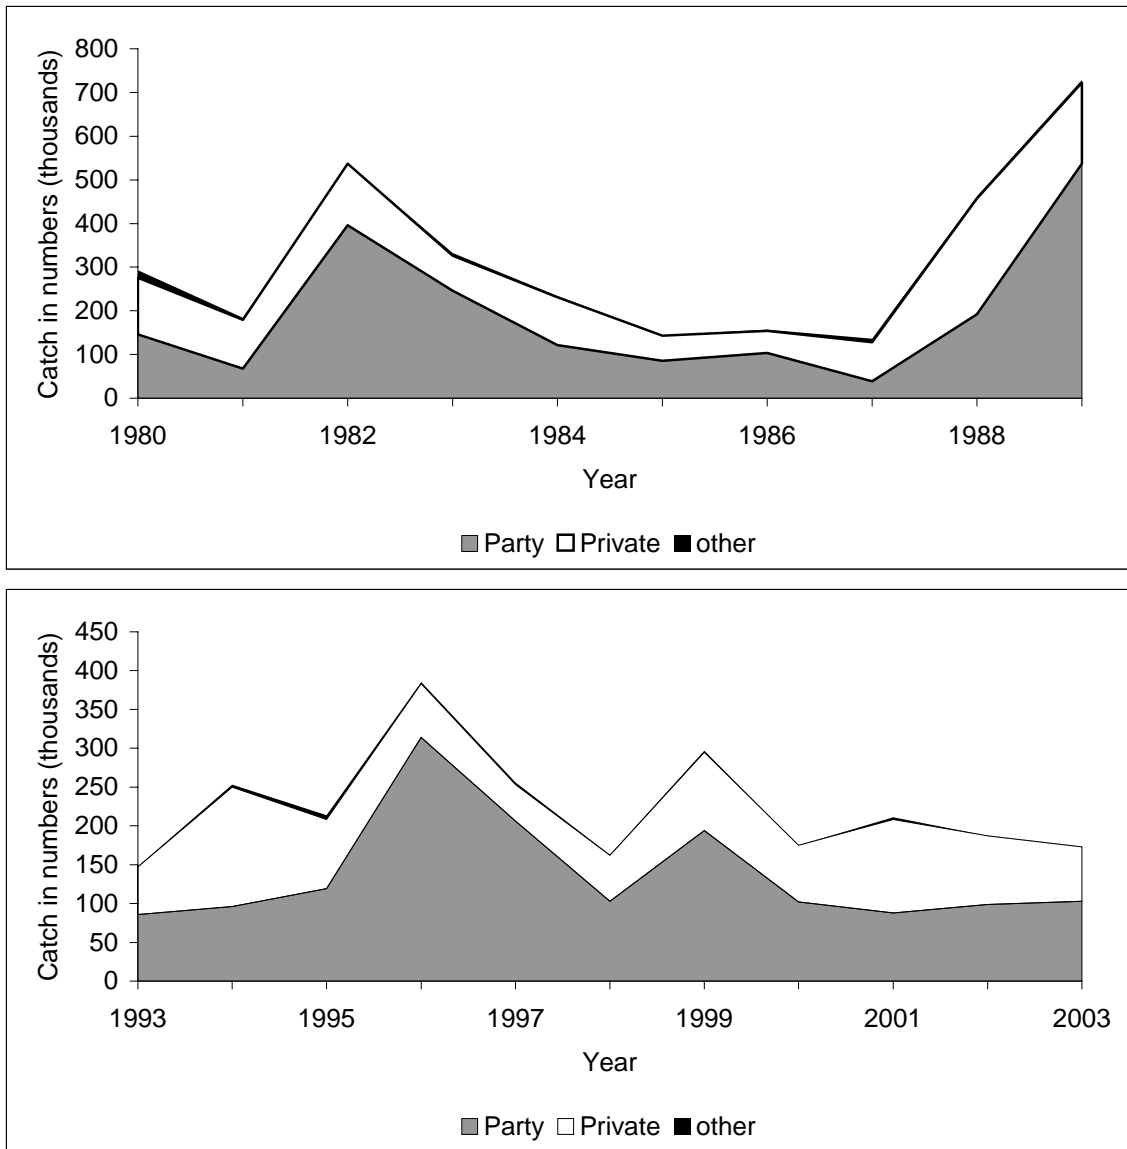 Catch in numbers (thousands)
800
700
600
500
400
300
200
100
0
1980 1982 1984 1986 1988
Year
Party Private other
Catch in numbers (thousands)
450
400
350
300
250
200
150
100
50
0
1993 1995 1997 1999 2001 2003
Year
Party Private other